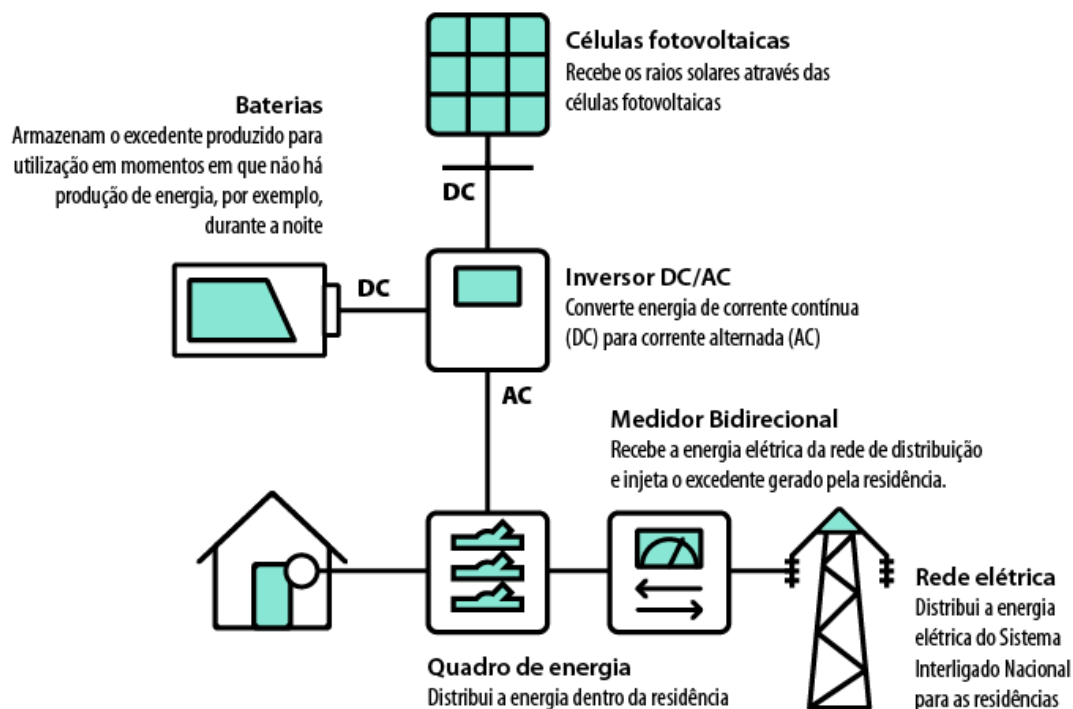 Células fotovoltaicas
Recebe os raios solares através das
células fotovoltaicas
Baterias
Armazenam o excedente produzido para
utilização em momentos em que não há
produção de energia, por exemplo,
durante a noite
DC
DC
Inversor DC/AC
Converte energia de corrente contínua
(DC) para corrente alternada (AC)
AC
Medidor Bidirecional
Recebe a energia elétrica da rede de distribuição
e injeta o excedente gerado pela residência.
Rede elétrica
Distribui a energia
elétrica do Sistema
Interligado Nacional
para as residências
Quadro de energia
Distribui a energia dentro da residência